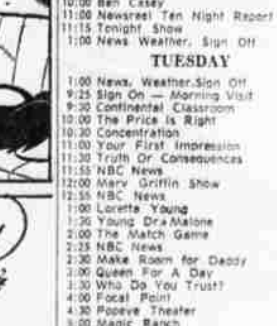 10:00 Ben Casey
11:00 Newsreel Ten Night Report
11:15 Tonight Show
1:00 News Weather, Sign Off
TUESDAY
1:00 News, Weather, Sign Off
9:25 Sign On — Morning Visit
9:30 Continental Classroom
10:00 The Price Is Right
10:30 Concentration
11:00 Your First Impression
11:30 Truth Or Consequences
11:55 NBC News
12:00 Merv Griffin Show
12:55 NBC News
1:00 Loretta Young
1:30 Young Dr. Malone
2:00 The Match Game
2:25 NBC News
2:30 Make Room for Daddy
3:00 Queen For A Day
3:30 Who Do You Trust?
4:00 Focal Point
4:30 Popeye Theater
5:00 Magic Ranch